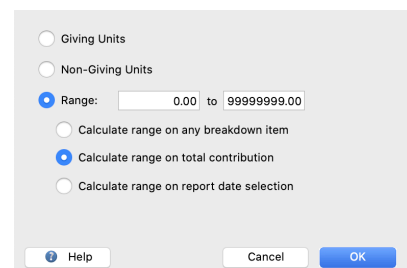 Giving Units
Non-Giving Units
Range: 0.00 to 99999999.00
Calculate range on any breakdown item
Calculate range on total contribution
Calculate range on report date selection
? Help Cancel OK